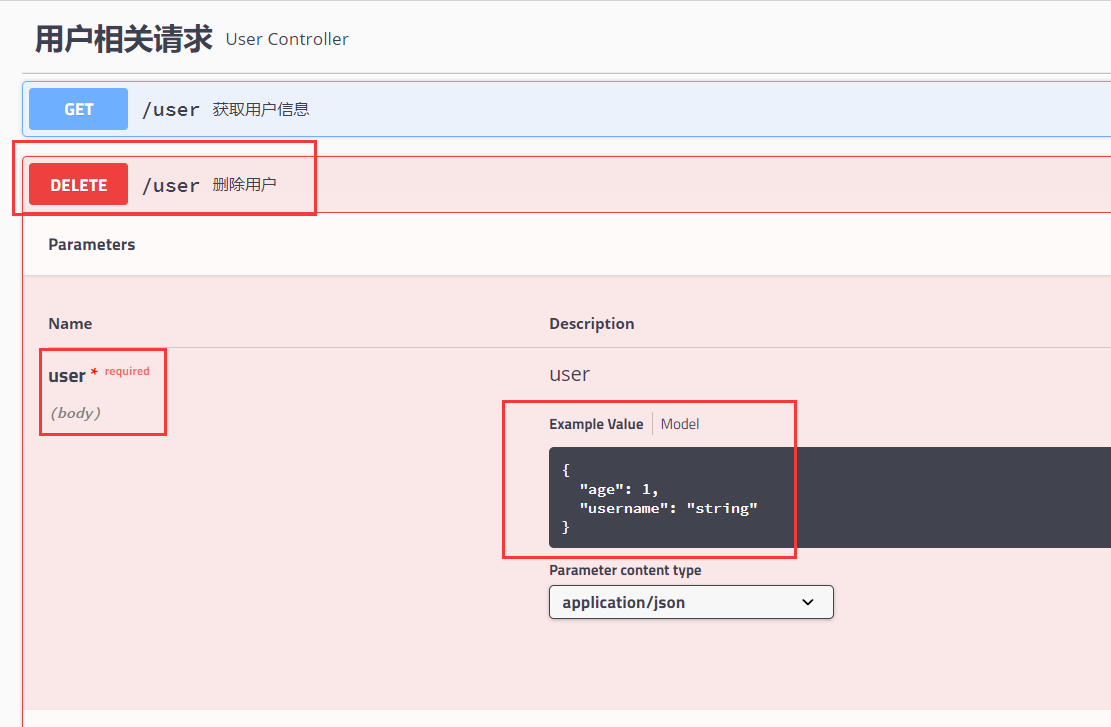 用户相关请求 User Controller
GET /user 获取用户信息
DELETE /user 删除用户
Parameters
Name Description
user * required user
(body)
Example Value Model
{
"age": 1,
"username": "string"
}
Parameter content type
application/json